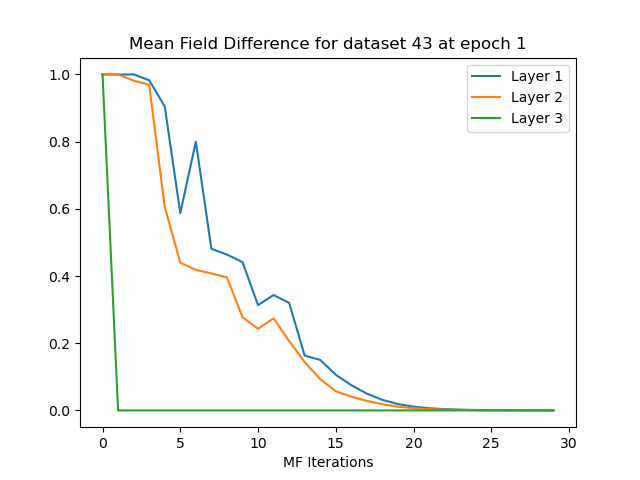 Mean Field Difference for dataset 43 at epoch 1
Layer 1
Layer 2
Layer 3
1.0
0.8
0.6
0.4
0.2
0.0
0 5 10 15 20 25 30
MF Iterations